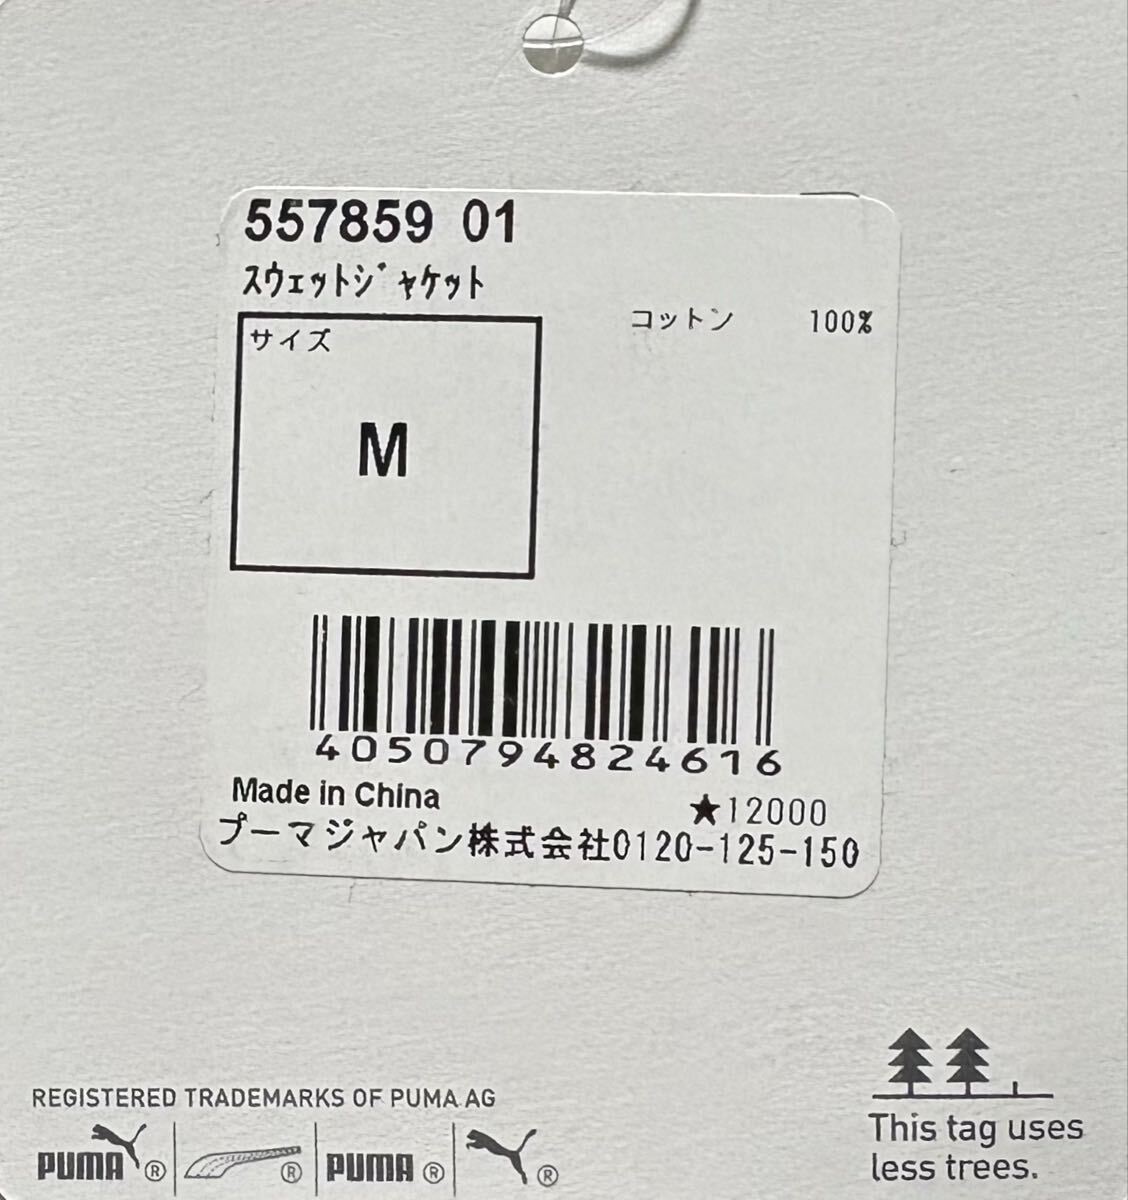 557859 01
スウェットジャケット
サイズ
M
コットン 100%
4050794824616
Made in China
★12000
プーマジャパン株式会社0120-125-150
REGISTERED TRADEMARKS OF PUMA AG
PUMA ® ® PUMA ® ®
This tag uses
less trees.